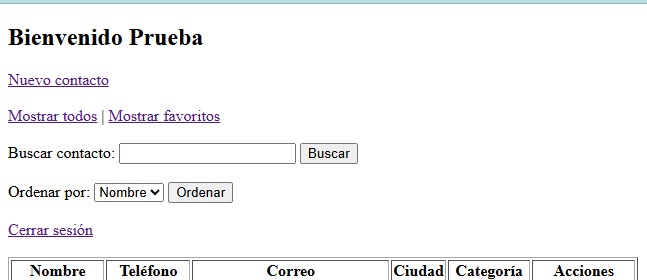 Bienvenido Prueba
Nuevo contacto
Mostrar todos | Mostrar favoritos
Buscar contacto: Buscar
Ordenar por: Nombre Ordenar
Cerrar sesión
Nombre Teléfono Correo Ciudad Categoría Acciones